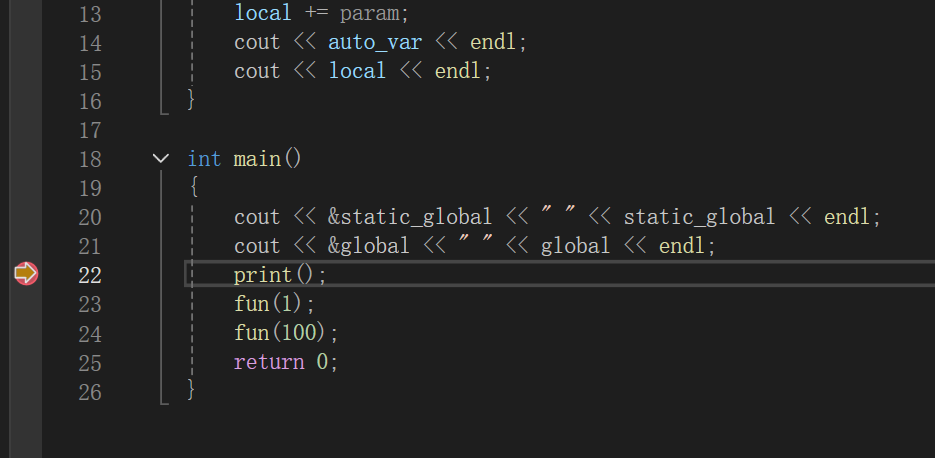 13 local += param;
14 cout << auto_var << endl;
15 cout << local << endl;
16 }
17
18 int main()
19 {
20 cout << &static_global << " " << static_global << endl;
21 cout << &global << " " << global << endl;
22 print();
23 fun(1);
24 fun(100);
25 return 0;
26 }